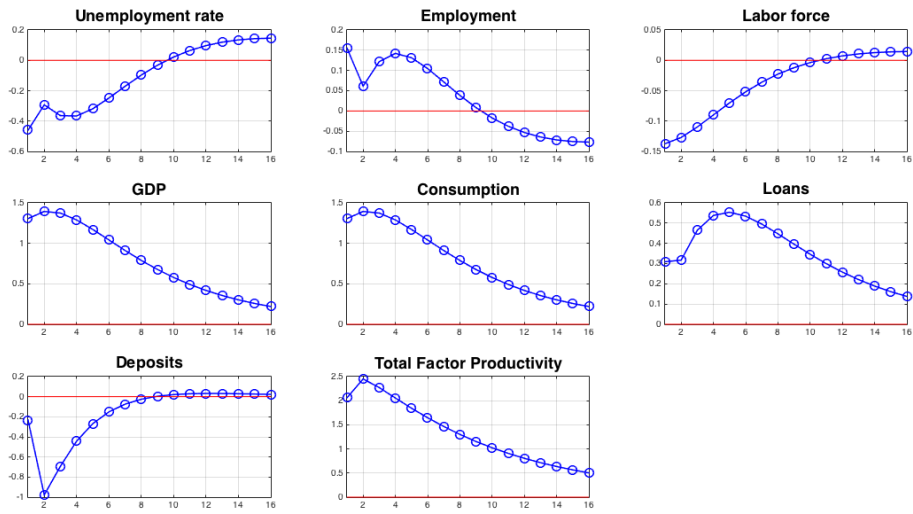 Unemployment rate Employment Labor force
0.2 0.2 0.05
0.15
0 0.1 0
-0.2 0.05 -0.05
0
-0.4 -0.05 -0.1
-0.6 -0.1 -0.15
2 4 6 8 10 12 14 16 2 4 6 8 10 12 14 16 2 4 6 8 10 12 14 16
GDP Consumption Loans
1.5 1.5 0.6
0.5
1 1 0.4
0.3
0.5 0.5 0.2
0.1
0 0 0
2 4 6 8 10 12 14 16 2 4 6 8 10 12 14 16 2 4 6 8 10 12 14 16
Deposits Total Factor Productivity
0.2 2.5
0 2
-0.2
-0.4 1.5
-0.6 1
-0.8 0.5
-1 0
2 4 6 8 10 12 14 16 2 4 6 8 10 12 14 16